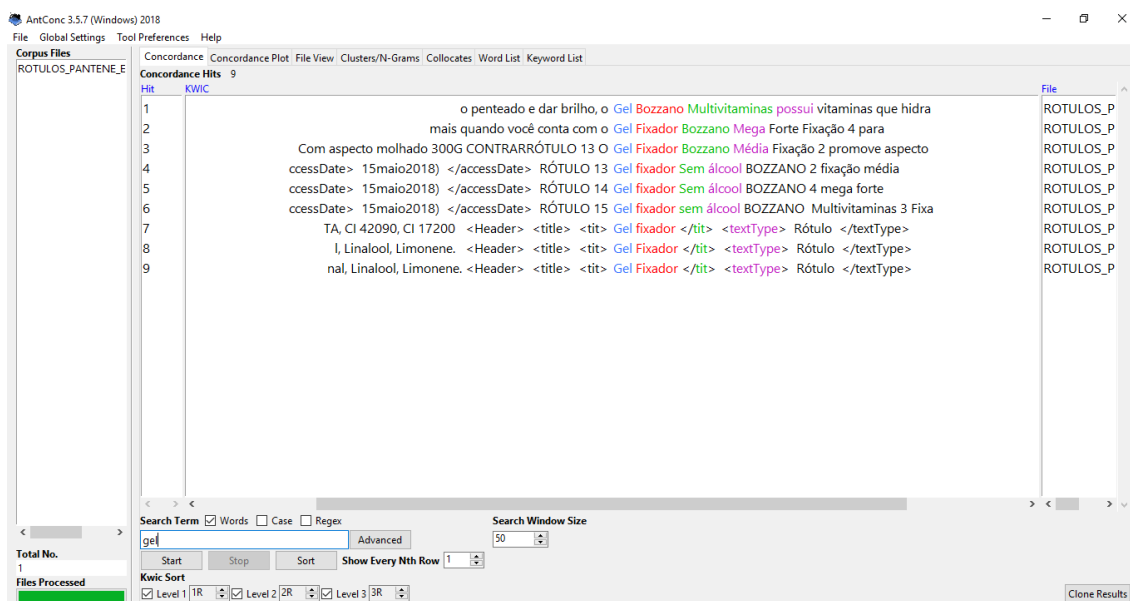 AntConc 3.5.7 (Windows) 2018
File Global Settings Tool Preferences Help
Corpus Files
ROTULOS_PANTENE_E
Concordance Concordance Plot File View Clusters/N-Grams Collocates Word List Keyword List
Concordance Hits 9
Hit KWIC File
1 o penteado e dar brilho, o Gel Bozzano Multivitaminas possui vitaminas que hidra ROTULOS_P
2 mais quando você conta com o Gel Fixador Bozzano Mega Forte Fixação 4 para ROTULOS_P
3 Com aspecto molhado 300G CONTRARRÓTULO 13 O Gel Fixador Bozzano Média Fixação 2 promove aspecto ROTULOS_P
4 ccessDate> 15maio2018) </accessDate> RÓTULO 13 Gel fixador Sem álcool BOZZANO 2 fixação média ROTULOS_P
5 ccessDate> 15maio2018) </accessDate> RÓTULO 14 Gel fixador Sem álcool BOZZANO 4 mega forte ROTULOS_P
6 ccessDate> 15maio2018) </accessDate> RÓTULO 15 Gel fixador sem álcool BOZZANO Multivitaminas 3 Fixa ROTULOS_P
7 TA, CI 42090, CI 17200 <Header> <title> <tit> Gel fixador </tit> <textType> Rótulo </textType> ROTULOS_P
8 l, Linalool, Limonene. <Header> <title> <tit> Gel Fixador </tit> <textType> Rótulo </textType> ROTULOS_P
9 nal, Linalool, Limonene. <Header> <title> <tit> Gel Fixador </tit> <textType> Rótulo </textType> ROTULOS_P
Search Term Words Case Regex Search Window Size
gel Advanced 50
Start Stop Sort Show Every Nth Row 1
Kwic Sort
Level 1 1R Level 2 2R Level 3 3R
Total No.
1
Files Processed
Clone Results